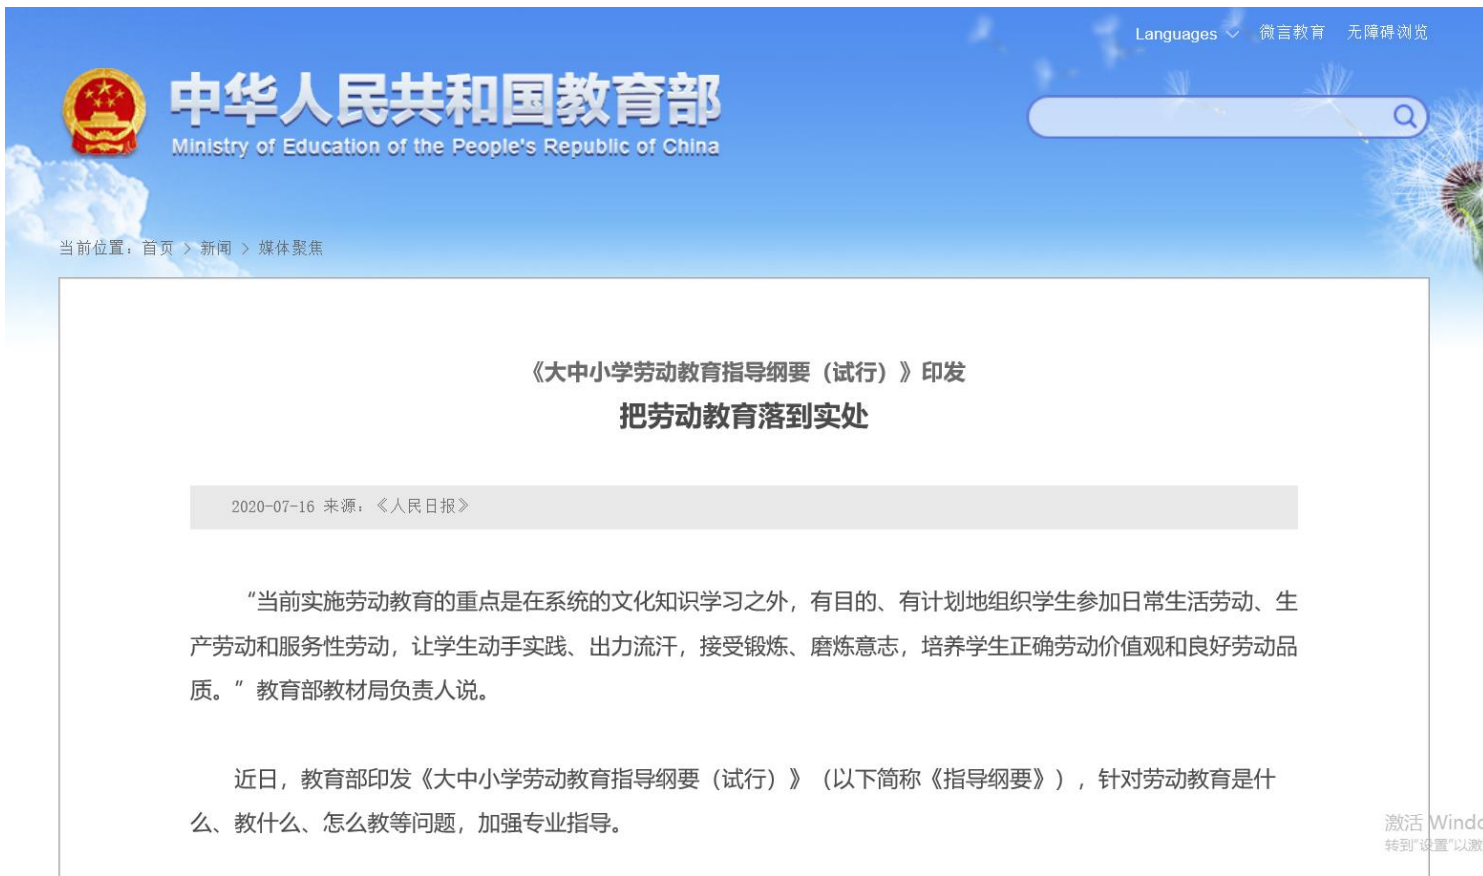 Languages 微言教育 无障碍浏览
中华人民共和国教育部
Ministry of Education of the People's Republic of China
当前位置：首页 > 新闻 > 媒体聚焦
《大中小学劳动教育指导纲要（试行）》印发
把劳动教育落到实处
2020-07-16 来源：《人民日报》
“当前实施劳动教育的重点是在系统的文化知识学习之外，有目的、有计划地组织学生参加日常生活劳动、生
产劳动和服务性劳动，让学生动手实践、出力流汗，接受锻炼、磨炼意志，培养学生正确劳动价值观和良好劳动品
质。”教育部教材局负责人说。
近日，教育部印发《大中小学劳动教育指导纲要（试行）》（以下简称《指导纲要》），针对劳动教育是什
么、教什么、怎么教等问题，加强专业指导。
激活 Windo
转到“设置”以激